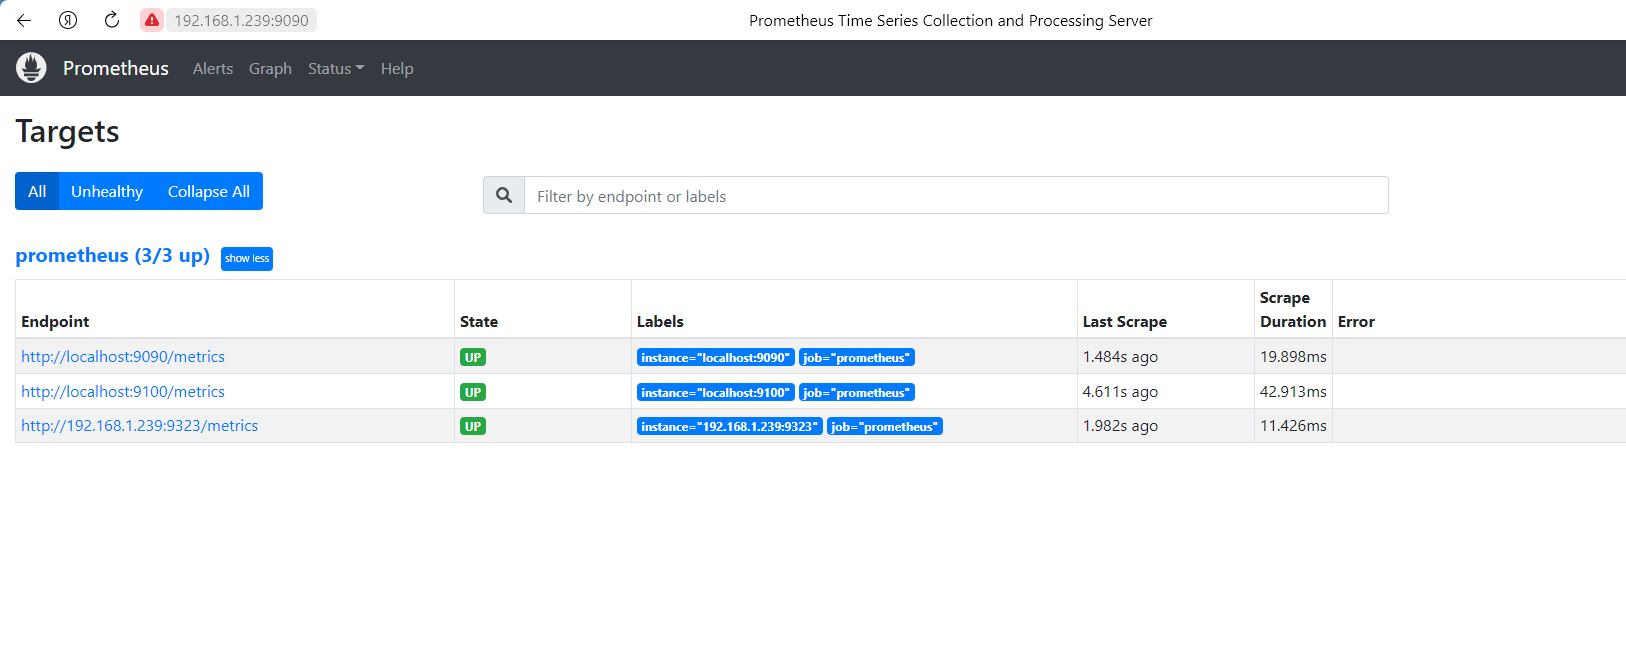 Я 192.168.1.239:9090 Prometheus Time Series Collection and Processing Server
Prometheus Alerts Graph Status Help
Targets
All Unhealthy Collapse All Filter by endpoint or labels
prometheus (3/3 up) show less
Endpoint State Labels Last Scrape Scrape Duration Error
http://localhost:9090/metrics UP instance="localhost:9090" job="prometheus" 1.484s ago 19.898ms
http://localhost:9100/metrics UP instance="localhost:9100" job="prometheus" 4.611s ago 42.913ms
http://192.168.1.239:9323/metrics UP instance="192.168.1.239:9323" job="prometheus" 1.982s ago 11.426ms